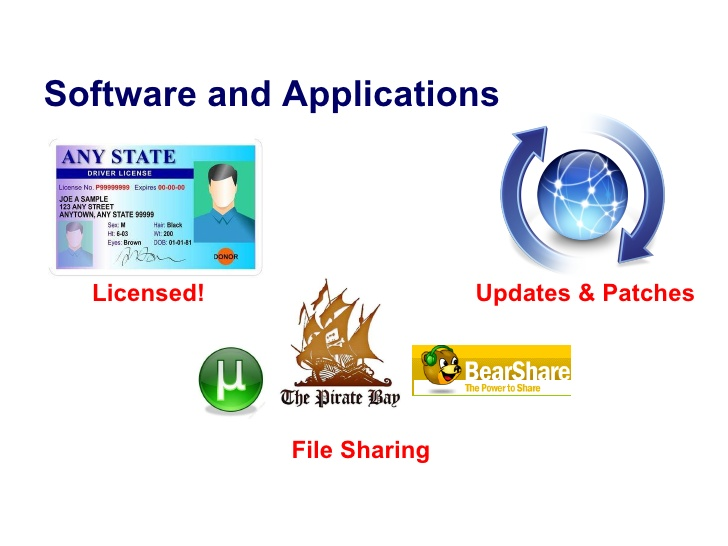 Software and Applications
ANY STATE
DRIVER LICENSE
License No. P99999999 Expires 00-00-00
JOE A SAMPLE
123 ANY STREET
ANYTOWN, ANY STATE 99999
Sex: M Hair: Black
Ht: 6-03 Wt: 200
Eyes: Brown DOB: 01-01-81
DONOR
Licensed!
Updates & Patches
µ
The Pirate Bay
BearShare
The Power to Share
File Sharing